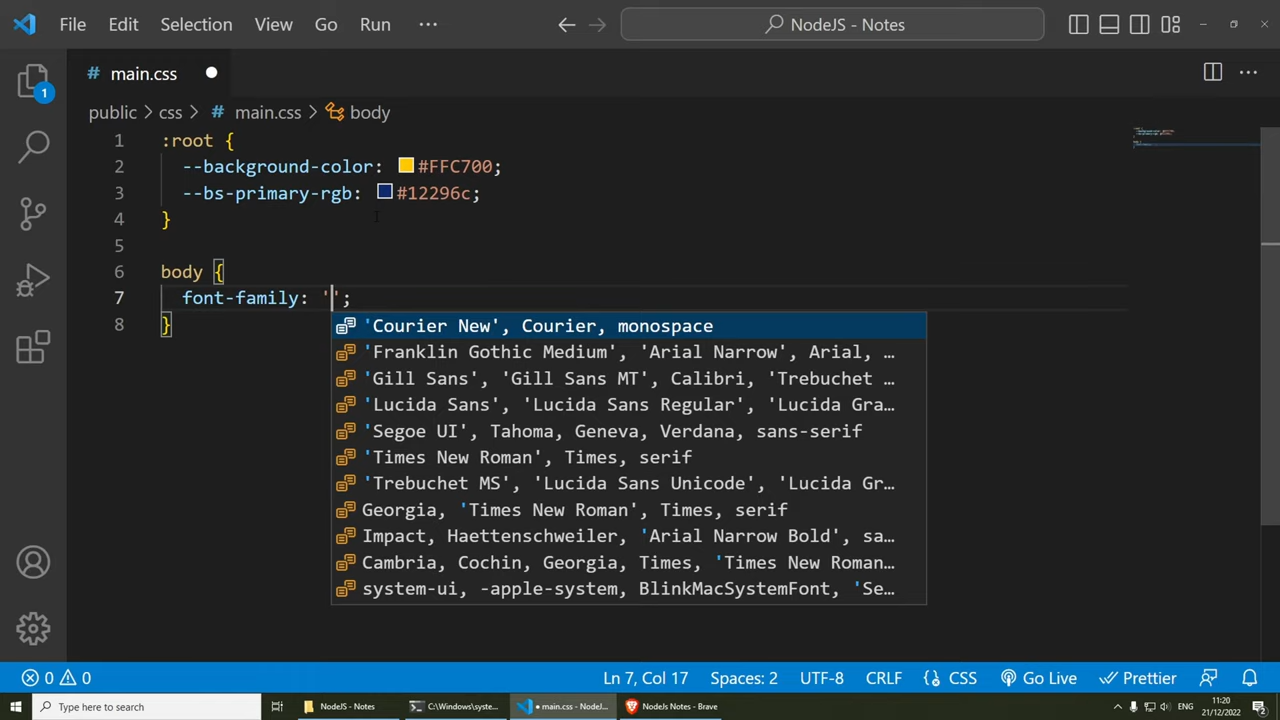 File Edit Selection View Go Run ··· NodeJS - Notes
# main.css
public > css > # main.css > body
1 :root {
2 --background-color: #FFC700;
3 --bs-primary-rgb: #12296c;
4 }
5
6 body {
7 font-family: '';
8 }
'Courier New', Courier, monospace
'Franklin Gothic Medium', 'Arial Narrow', Arial, …
'Gill Sans', 'Gill Sans MT', Calibri, 'Trebuchet …
'Lucida Sans', 'Lucida Sans Regular', 'Lucida Gra…
'Segoe UI', Tahoma, Geneva, Verdana, sans-serif
'Times New Roman', Times, serif
'Trebuchet MS', 'Lucida Sans Unicode', 'Lucida Gr…
Georgia, 'Times New Roman', Times, serif
Impact, Haettenschweiler, 'Arial Narrow Bold', sa…
Cambria, Cochin, Georgia, Times, 'Times New Roman…
system-ui, -apple-system, BlinkMacSystemFont, 'Se…
1
0 0 Ln 7, Col 17 Spaces: 2 UTF-8 CRLF {} CSS Go Live Prettier
Type here to search NodeJS - Notes C:\Windows\syste... main.css - NodeJ... NodeJs Notes - Brave ENG 11:20
21/12/2022 2